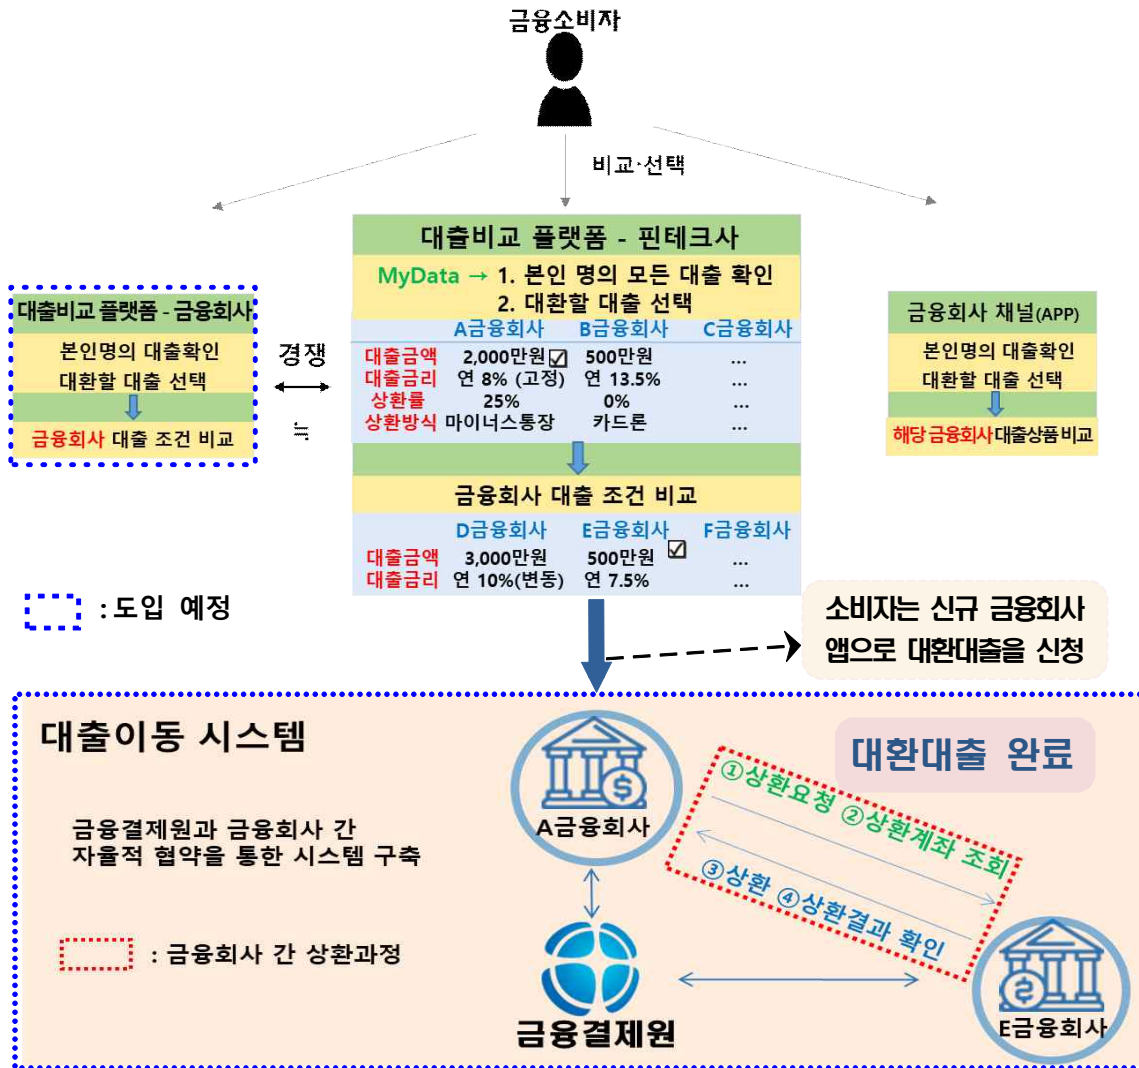 금융소비자
비교·선택
대출비교 플랫폼 - 핀테크사
MyData → 1. 본인 명의 모든 대출 확인
2. 대환할 대출 선택
A금융회사 B금융회사 C금융회사
대출금액 2,000만원 ☑ 500만원 ...
대출금리 연 8% (고정) 연 13.5% ...
상환률 25% 0% ...
상환방식 마이너스통장 카드론 ...
금융회사 대출 조건 비교
D금융회사 E금융회사 F금융회사
대출금액 3,000만원 500만원 ☑ ...
대출금리 연 10%(변동) 연 7.5% ...
대출비교 플랫폼 - 금융회사
본인명의 대출확인
대환할 대출 선택
금융회사 대출 조건 비교
경쟁
≒
금융회사 채널(APP)
본인명의 대출확인
대환할 대출 선택
해당 금융회사 대출상품 비교
: 도입 예정
소비자는 신규 금융회사
앱으로 대환대출을 신청
대출이동 시스템
대환대출 완료
금융결제원과 금융회사 간
자율적 협약을 통한 시스템 구축
: 금융회사 간 상환과정
A금융회사
①상환요청 ②상환계좌 조회
③상환 ④상환결과 확인
금융결제원
E금융회사